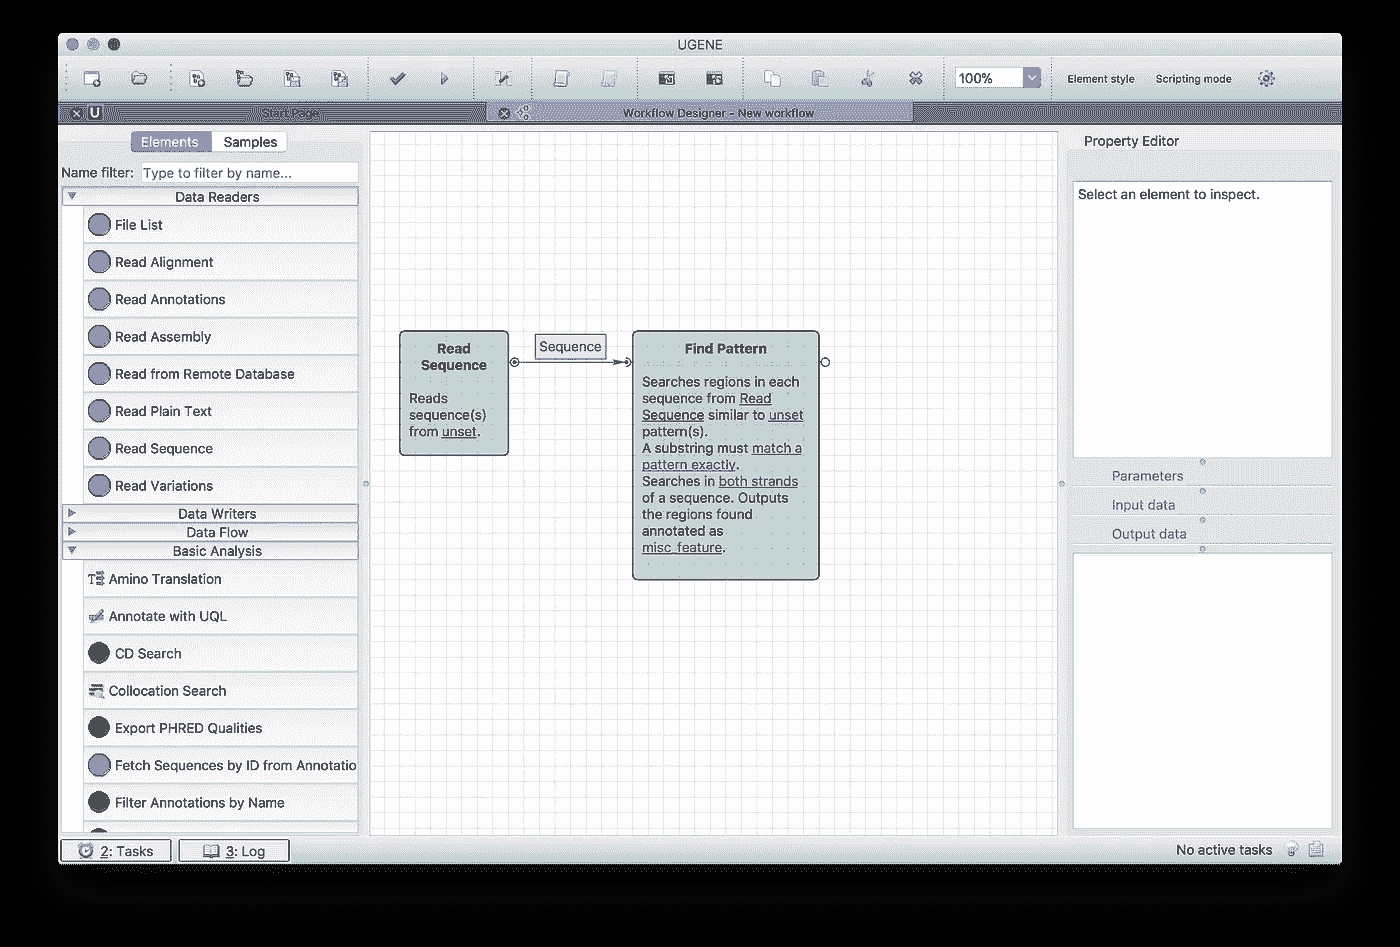 UGENE
100%
Element style
Scripting mode
U
Start Page
Workflow Designer - New workflow
Elements
Samples
Name filter:
Type to filter by name...
Data Readers
File List
Read Alignment
Read Annotations
Read Assembly
Read from Remote Database
Read Plain Text
Read Sequence
Read Variations
Data Writers
Data Flow
Basic Analysis
Amino Translation
Annotate with UQL
CD Search
Collocation Search
Export PHRED Qualities
Fetch Sequences by ID from Annotatio
Filter Annotations by Name
Read
Sequence
Reads
sequence(s)
from unset.
Sequence
Find Pattern
Searches regions in each
sequence from Read
Sequence similar to unset
pattern(s).
A substring must match a
pattern exactly.
Searches in both strands
of a sequence. Outputs
the regions found
annotated as
misc_feature.
Property Editor
Select an element to inspect.
Parameters
Input data
Output data
2: Tasks
3: Log
No active tasks